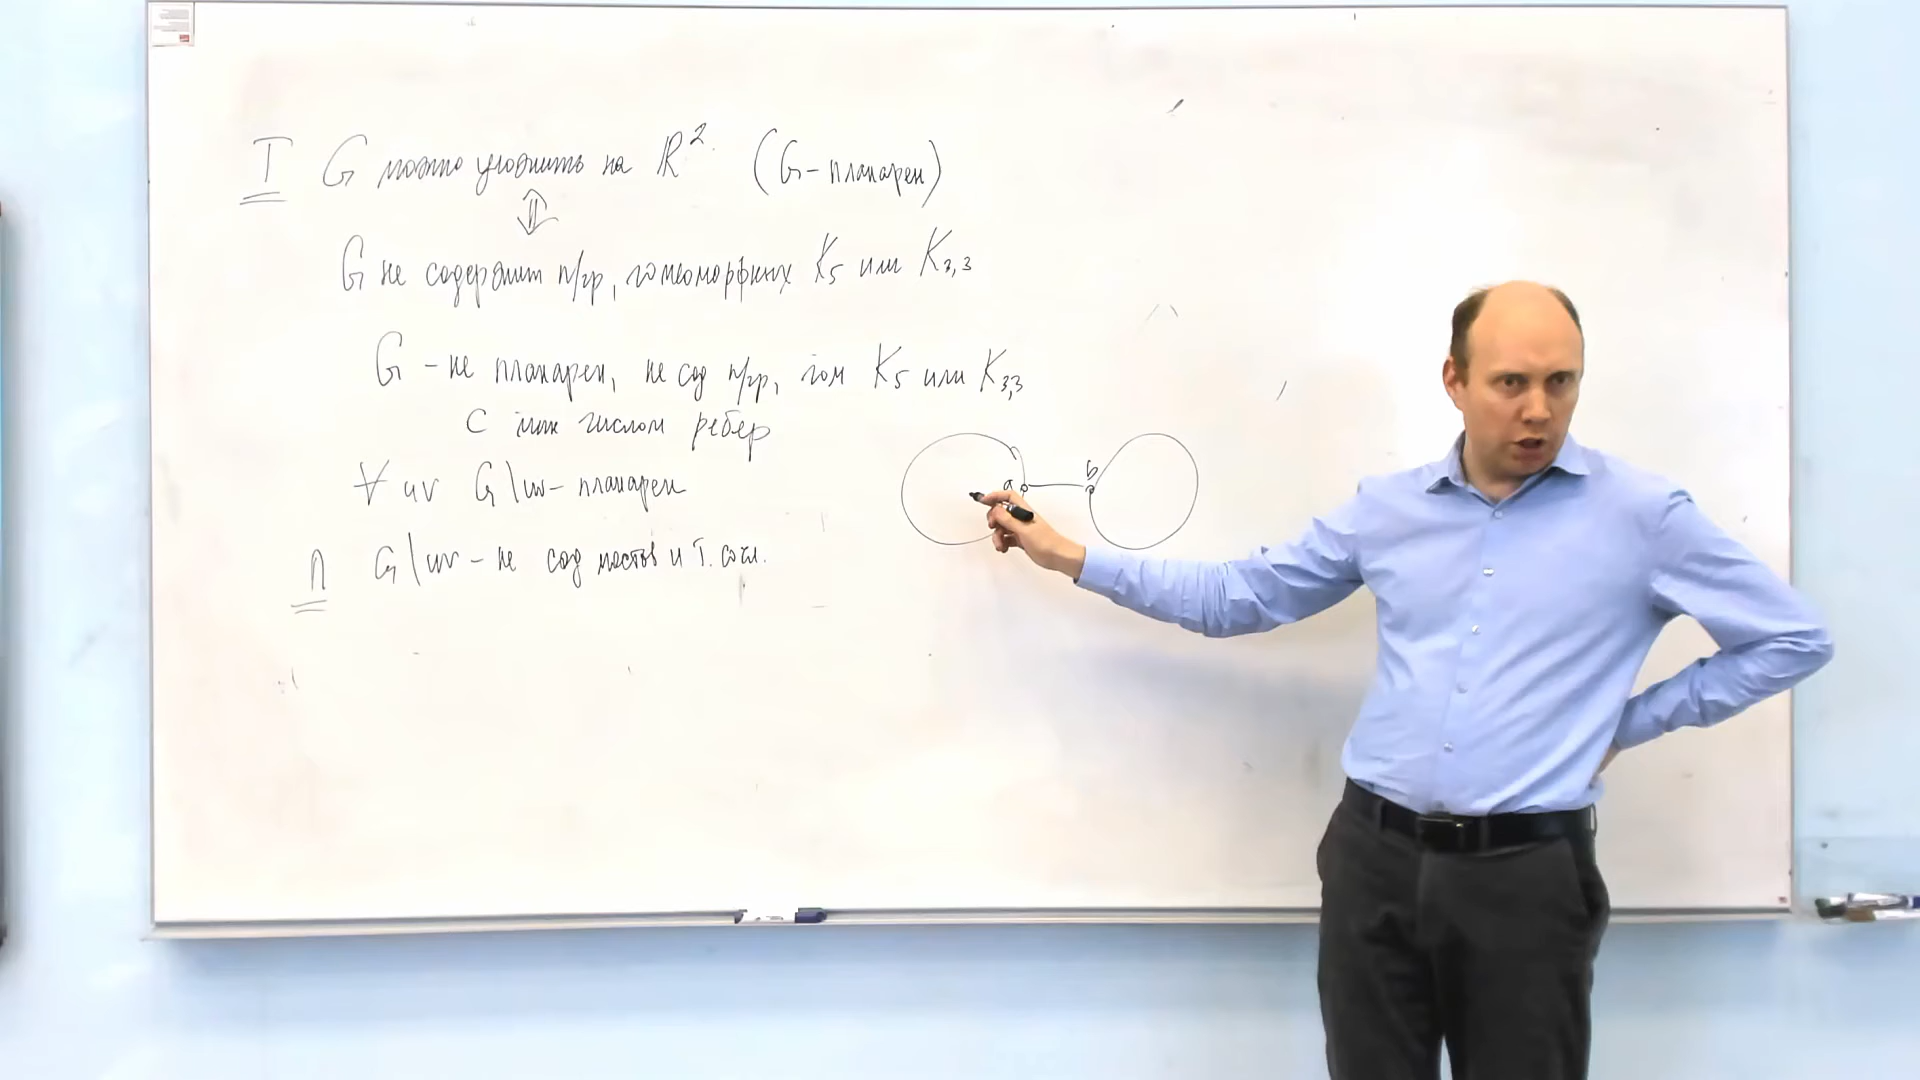 Т G можно уложить на R². (G-планарен)
⇕
G не содержит п/гр, гомеоморфных K₅ или K₃,₃
G - не планарен, не сод п/гр, гом K₅ или K₃,₃
с мин числом ребер
∀ uv G\uv - планарен
Л G\uv - не сод мостов и т. соч.
a b